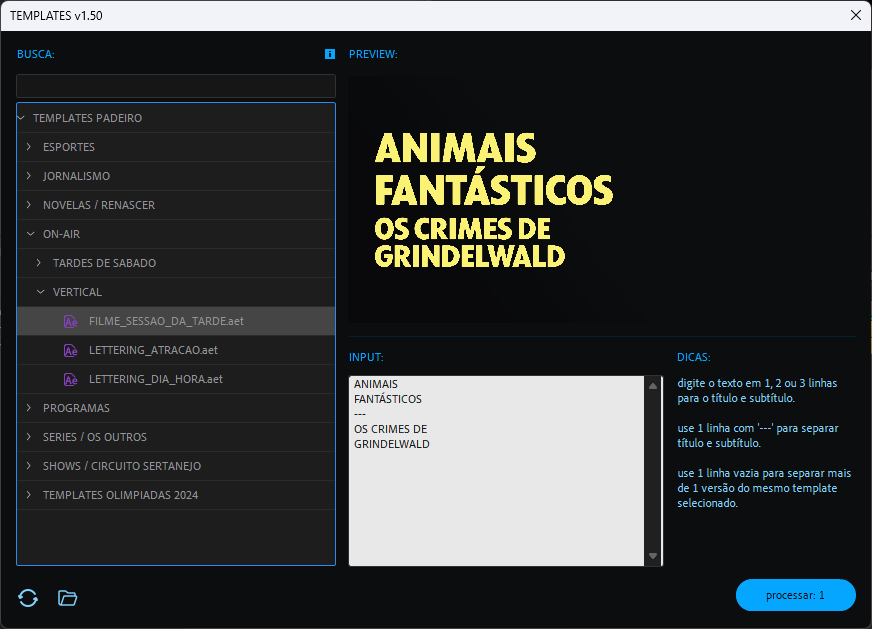 TEMPLATES v1.50
BUSCA:
TEMPLATES PADEIRO
ESPORTES
JORNALISMO
NOVELAS / RENASCER
ON-AIR
TARDES DE SABADO
VERTICAL
Ae FILME_SESSAO_DA_TARDE.aet
Ae LETTERING_ATRACAO.aet
Ae LETTERING_DIA_HORA.aet
PROGRAMAS
SERIES / OS OUTROS
SHOWS / CIRCUITO SERTANEJO
TEMPLATES OLIMPIADAS 2024
PREVIEW:
ANIMAIS
FANTÁSTICOS
OS CRIMES DE
GRINDELWALD
INPUT:
ANIMAIS
FANTÁSTICOS
---
OS CRIMES DE
GRINDELWALD
DICAS:
digite o texto em 1, 2 ou 3 linhas
para o título e subtítulo.
use 1 linha com '---' para separar
título e subtítulo.
use 1 linha vazia para separar mais
de 1 versão do mesmo template
selecionado.
processar: 1